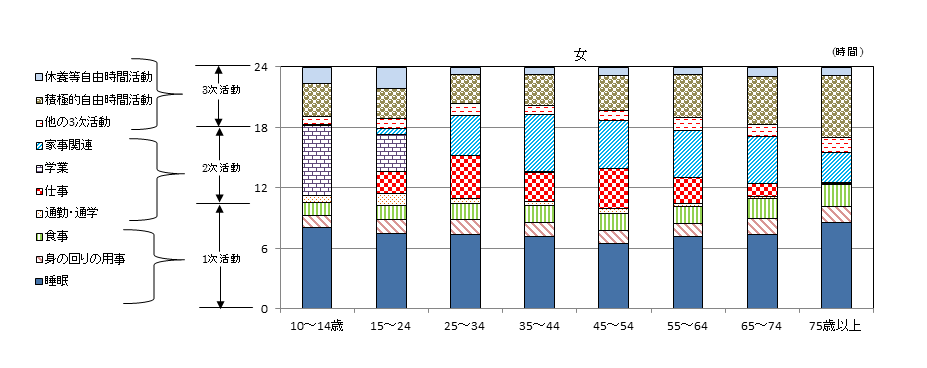 女
(時間)
休養等自由時間活動
積極的自由時間活動
他の3次活動
家事関連
学業
仕事
通勤・通学
食事
身の回りの用事
睡眠
3次活動
2次活動
1次活動
24
18
12
6
0
10～14歳
15～24
25～34
35～44
45～54
55～64
65～74
75歳以上